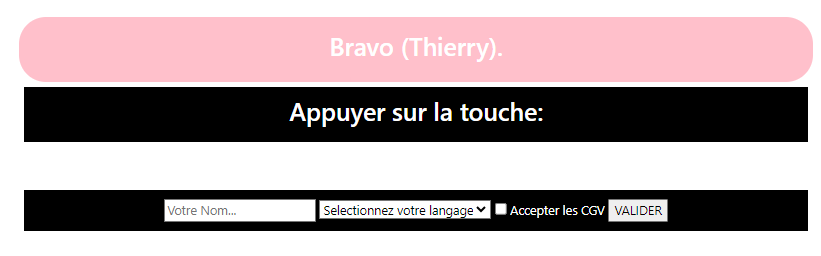 Bravo (Thierry).
Appuyer sur la touche:
Votre Nom... Selectionnez votre langage Accepter les CGV VALIDER